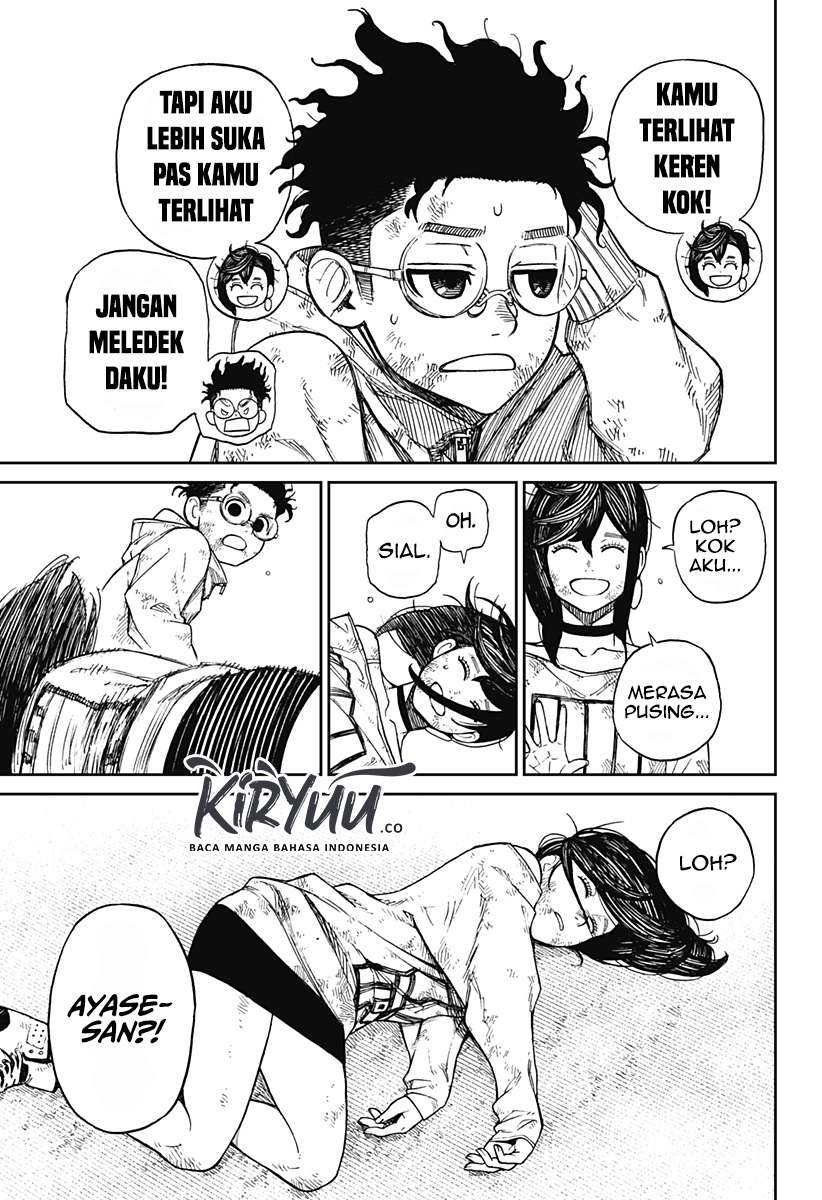 KAMU
TERLIHAT
KEREN
KOK!
TAPI AKU
LEBIH SUKA
PAS KAMU
TERLIHAT
JANGAN
MELEDEK
DAKU!
LOH?
KOK
AKU...
MERASA
PUSING...
OH.
SIAL.
KIRYUU.CO
BACA MANGA BAHASA INDONESIA
LOH?
AYASE-
SAN?!